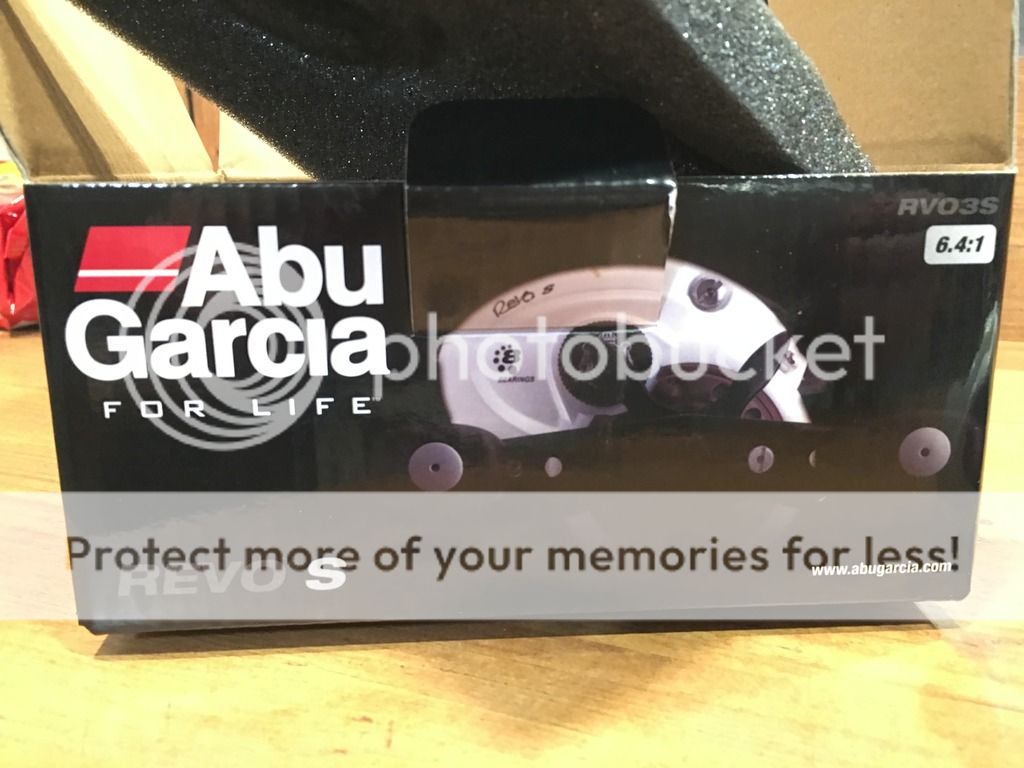 RVO3S
6.4:1
Abu
Garcia
FOR LIFE™
REVO S
8
BEARINGS
photobucket
Protect more of your memories for less!
REVO S
www.abugarcia.com